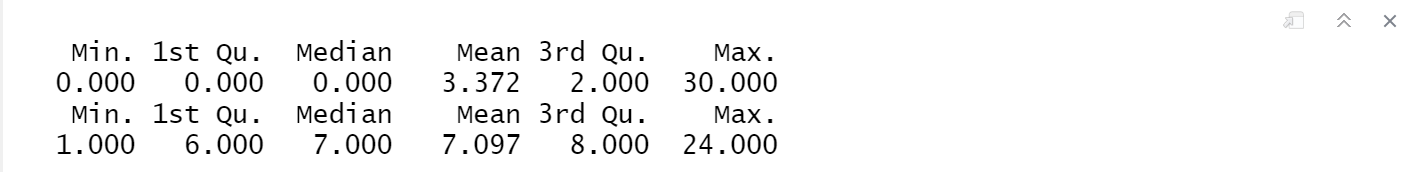 Min. 1st Qu. Median Mean 3rd Qu. Max.
0.000 0.000 0.000 3.372 2.000 30.000
Min. 1st Qu. Median Mean 3rd Qu. Max.
1.000 6.000 7.000 7.097 8.000 24.000